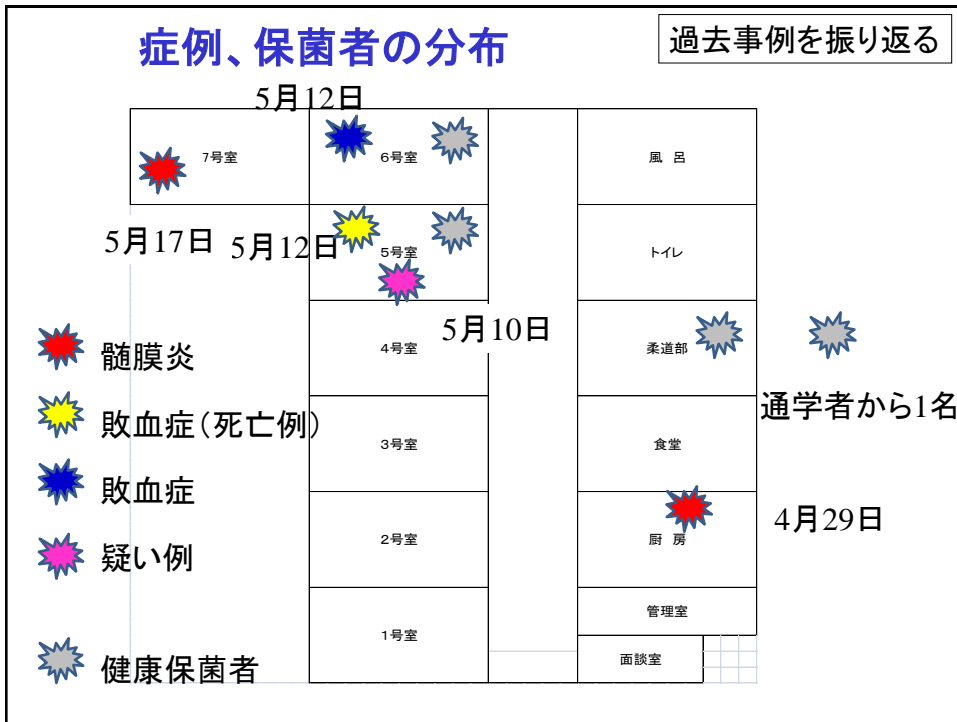 症例、保菌者の分布
過去事例を振り返る
5月12日
7号室
6号室
風 呂
5月17日
5月12日
5号室
トイレ
5月10日
4号室
柔道部
髄膜炎
通学者から1名
敗血症(死亡例)
3号室
食堂
敗血症
4月29日
疑い例
2号室
厨 房
管理室
1号室
面談室
健康保菌者